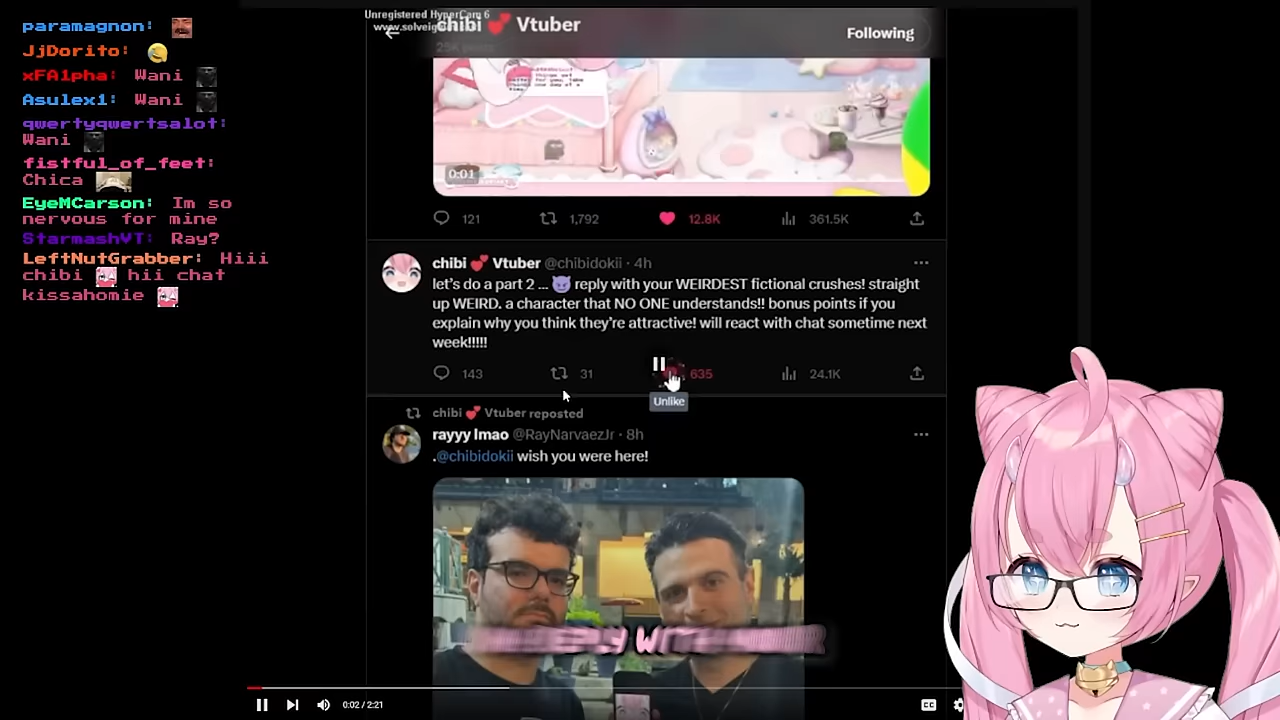 paramagnon:
JjDorito:
xFA1pha: Wani
Asulex1: Wani
qwertyqwertsalot:
Wani
fistful_of_feet:
Chica
EyeMCarson: Im so
nervous for mine
StarmashVT: Ray?
LeftNutGrabber: Hiii
chibi hii chat
kissahomie
Unregistered HyperCam 6
chibi 💕 Vtuber
Following
0:01
121 1,792 12.8K 361.5K
chibi 💕 Vtuber @chibidokii · 4h
let's do a part 2 ... 😈 reply with your WEIRDEST fictional crushes! straight
up WEIRD. a character that NO ONE understands!! bonus points if you
explain why you think they're attractive! will react with chat sometime next
week!!!!!
143 31 635 24.1K
Unlike
chibi 💕 Vtuber reposted
rayyy lmao @RayNarvaezJr · 8h
.@chibidokii wish you were here!
0:02 / 2:21
CC